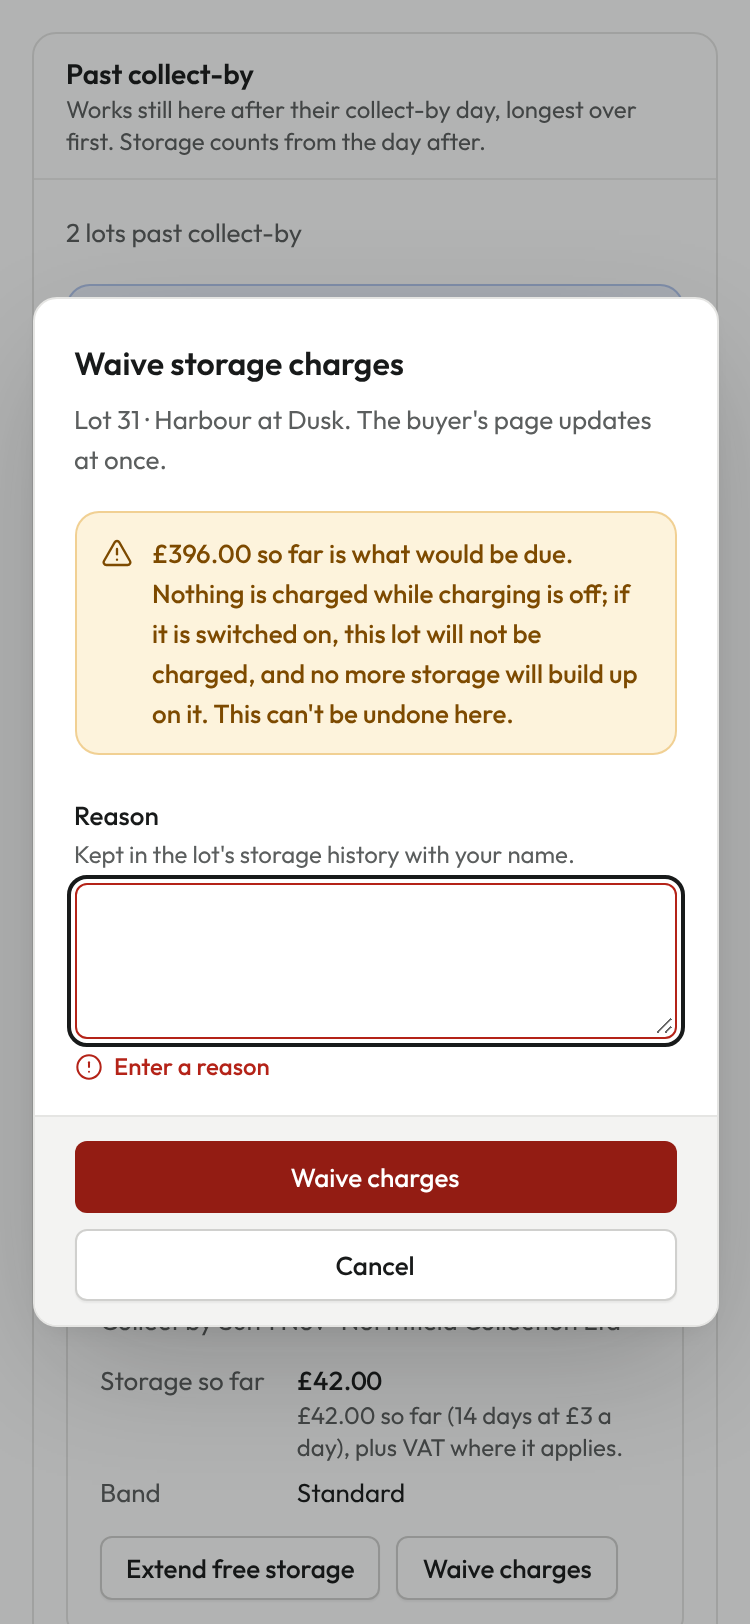 Past collect-by
Works still here after their collect-by day, longest over
first. Storage counts from the day after.
2 lots past collect-by
Waive storage charges
Lot 31 · Harbour at Dusk. The buyer's page updates
at once.
£396.00 so far is what would be due.
Nothing is charged while charging is off; if
it is switched on, this lot will not be
charged, and no more storage will build up
on it. This can't be undone here.
Reason
Kept in the lot's storage history with your name.
Enter a reason
Waive charges
Cancel
Storage so far
£42.00
£42.00 so far (14 days at £3 a
day), plus VAT where it applies.
Band
Standard
Extend free storage
Waive charges